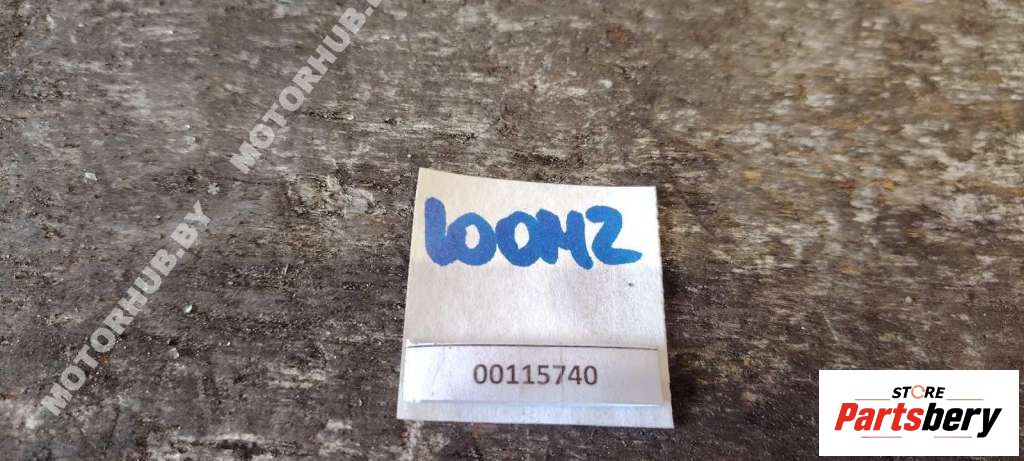 MOTORHUB.BY * MOTORHUB.BY
100M2
00115740
STORE
Partsbery